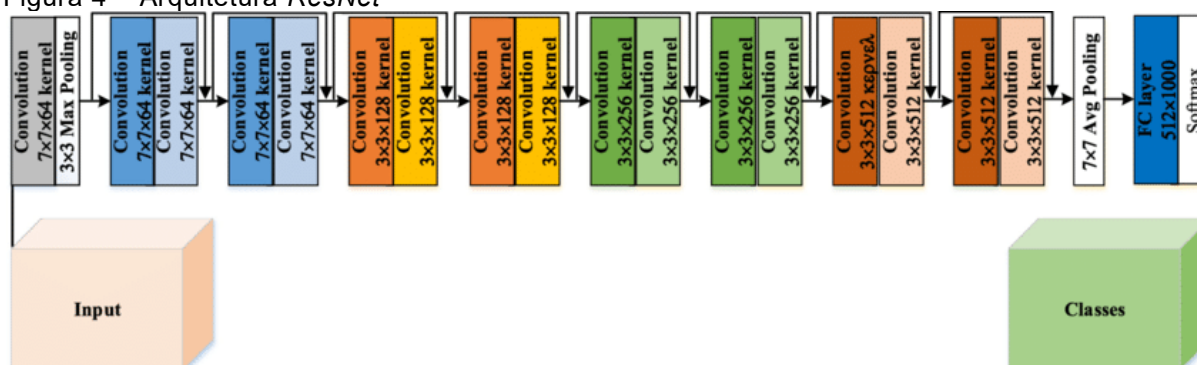 Figura 4 – Arquitetura ResNet
Convolution
7×7×64 kernel
3×3 Max Pooling
Convolution
7×7×64 kernel
Convolution
7×7×64 kernel
Convolution
7×7×64 kernel
Convolution
7×7×64 kernel
Convolution
3×3×128 kernel
Convolution
3×3×128 kernel
Convolution
3×3×128 kernel
Convolution
3×3×128 kernel
Convolution
3×3×256 kernel
Convolution
3×3×256 kernel
Convolution
3×3×256 kernel
Convolution
3×3×256 kernel
Convolution
3×3×512 κερνελ
Convolution
3×3×512 kernel
Convolution
3×3×512 kernel
Convolution
3×3×512 kernel
7×7 Avg Pooling
FC layer
512×1000
Softmax
Input
Classes